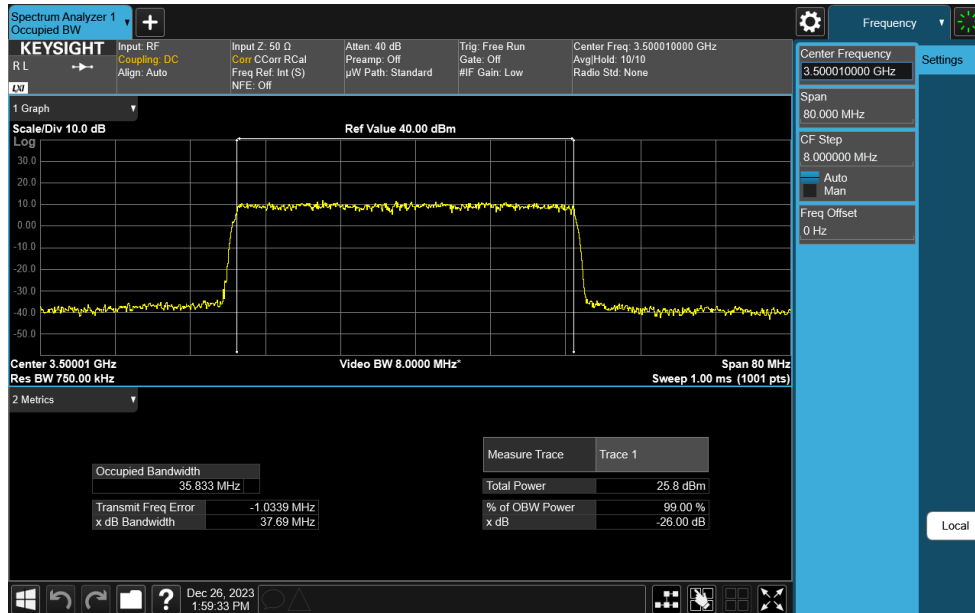 Spectrum Analyzer 1
Occupied BW
Frequency
KEYSIGHT
R L
LXI
Input: RF
Coupling: DC
Align: Auto
Input Z: 50 Ω
Corr CCorr RCal
Freq Ref: Int (S)
NFE: Off
Atten: 40 dB
Preamp: Off
µW Path: Standard
Trig: Free Run
Gate: Off
#IF Gain: Low
Center Freq: 3.500010000 GHz
Avg|Hold: 10/10
Radio Std: None
Center Frequency
3.500010000 GHz
Settings
Span
80.000 MHz
CF Step
8.000000 MHz
Auto
Man
Freq Offset
0 Hz
Local
1 Graph
Scale/Div 10.0 dB
Ref Value 40.00 dBm
Log
30.0
20.0
10.0
0.00
-10.0
-20.0
-30.0
-40.0
-50.0
Center 3.50001 GHz
Video BW 8.0000 MHz*
Span 80 MHz
Res BW 750.00 kHz
Sweep 1.00 ms (1001 pts)
2 Metrics
Occupied Bandwidth
35.833 MHz
Transmit Freq Error -1.0339 MHz
x dB Bandwidth 37.69 MHz
Measure Trace Trace 1
Total Power 25.8 dBm
% of OBW Power 99.00 %
x dB -26.00 dB
Dec 26, 2023
1:59:33 PM